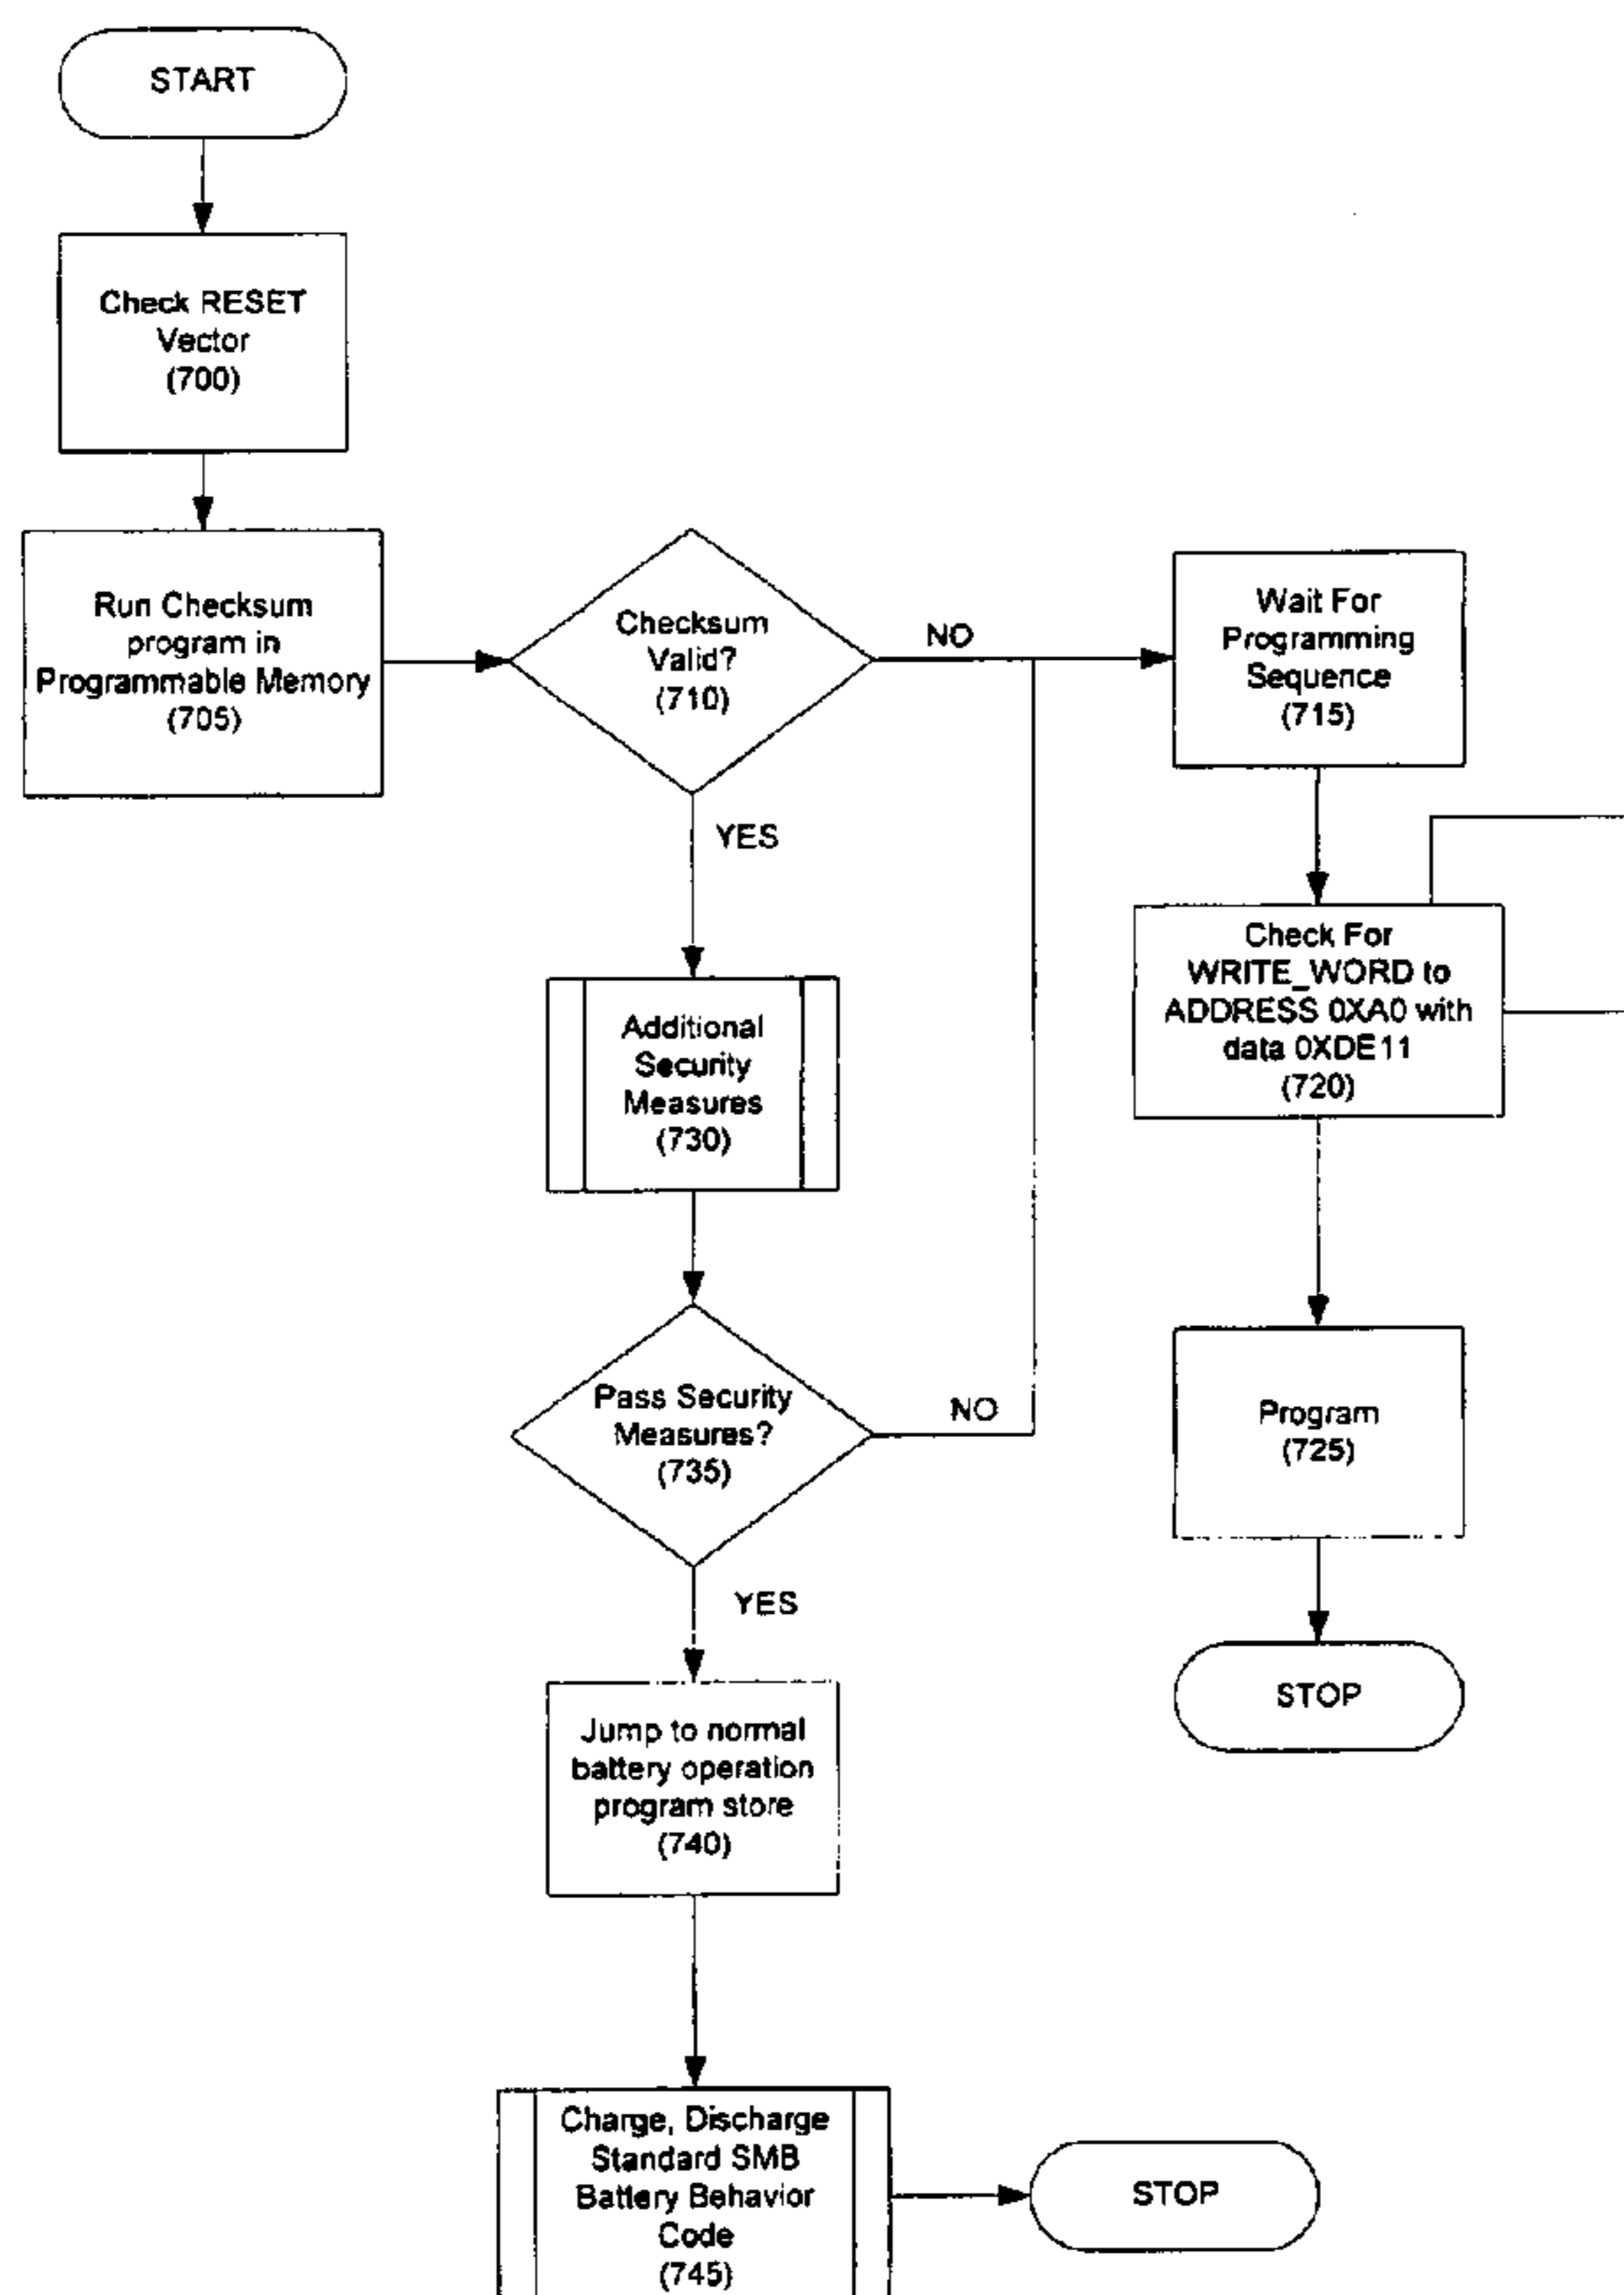 START
Check RESET
Vector
(700)
Run Checksum
program in
Programmable Memory
(705)
Checksum
Valid?
(710)
NO
YES
Wait For
Programming
Sequence
(715)
Check For
WRITE_WORD to
ADDRESS 0XA0 with
data 0XDE11
(720)
Additional
Security
Measures
(730)
Pass Security
Measures?
(735)
NO
YES
Program
(725)
STOP
Jump to normal
battery operation
program store
(740)
Charge, Discharge
Standard SMB
Battery Behavior
Code
(745)
STOP